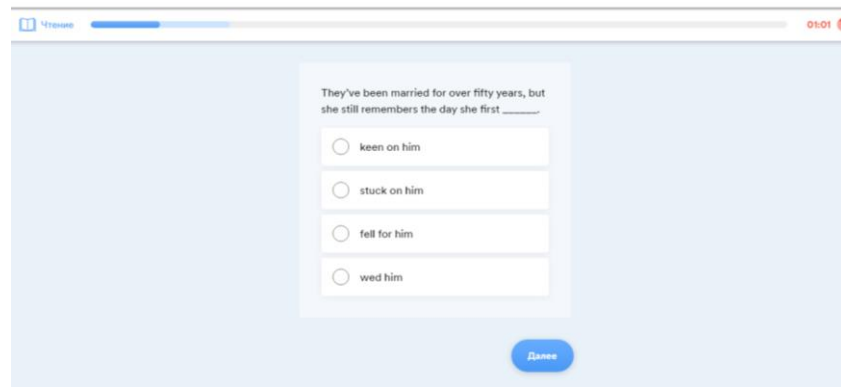 Чтение
01:01
They've been married for over fifty years, but
she still remembers the day she first ______.
keen on him
stuck on him
fell for him
wed him
Далее